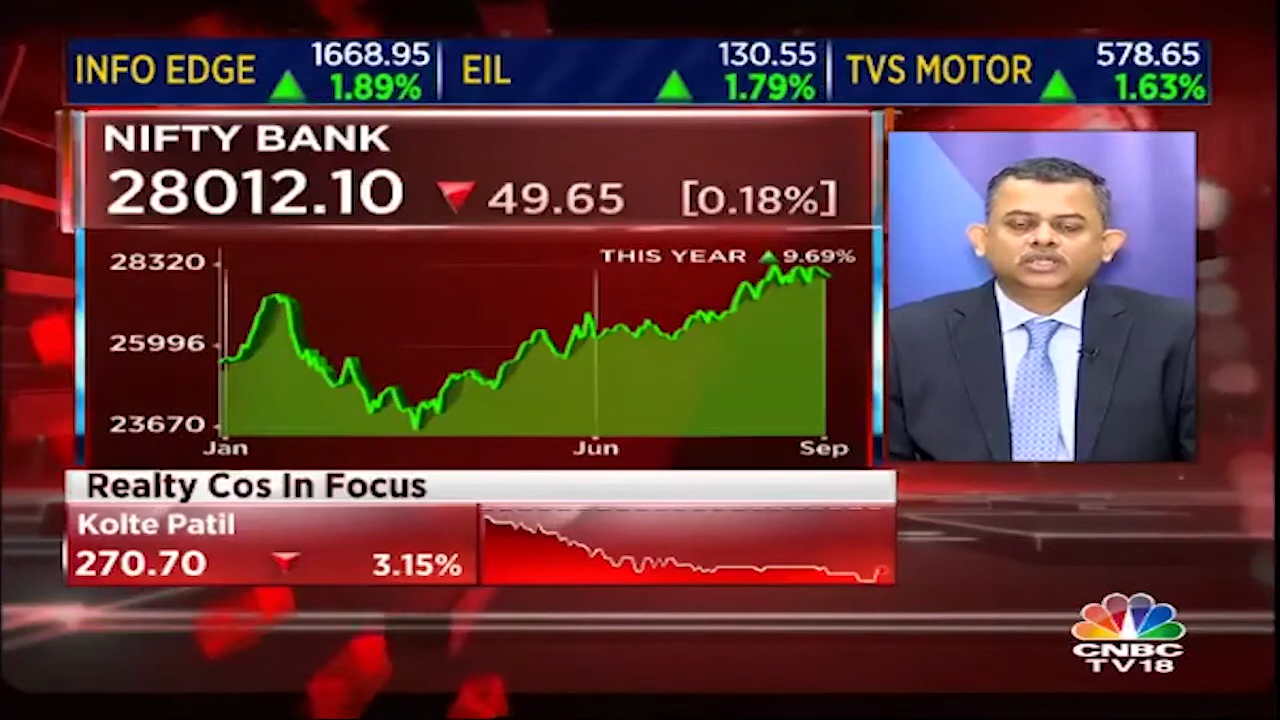 INFO EDGE 1668.95 1.89%
EIL 130.55 1.79%
TVS MOTOR 578.65 1.63%
NIFTY BANK
28012.10 49.65 [0.18%]
THIS YEAR 9.69%
28320
25996
23670
Jan Jun Sep
Realty Cos In Focus
Kolte Patil
270.70 3.15%
CNBC
TV18